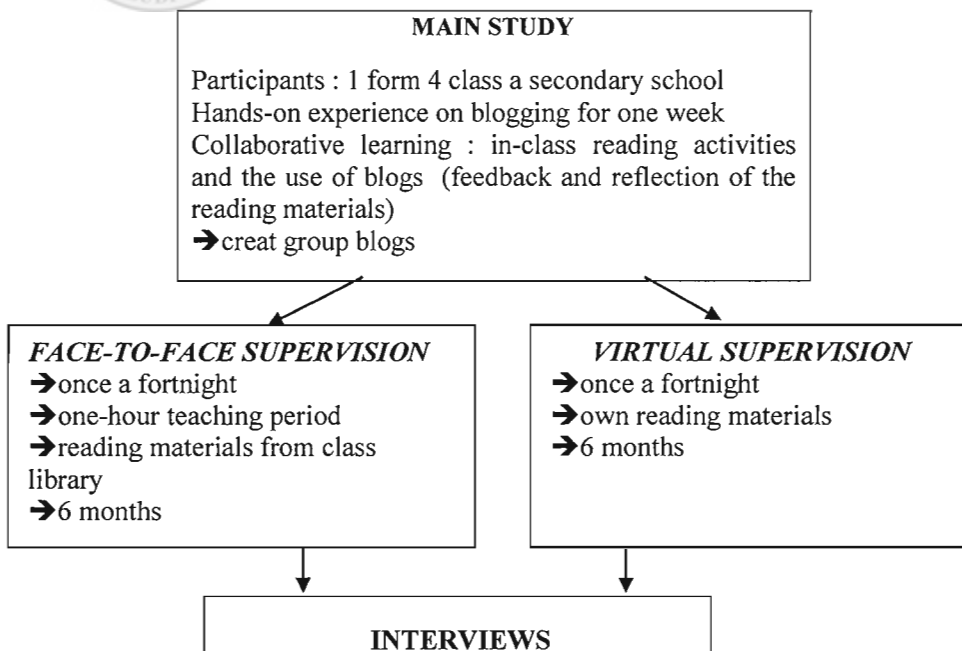 MAIN STUDY
Participants : 1 form 4 class a secondary school
Hands-on experience on blogging for one week
Collaborative learning : in-class reading activities
and the use of blogs (feedback and reflection of the
reading materials)
➔creat group blogs
FACE-TO-FACE SUPERVISION
➔once a fortnight
➔one-hour teaching period
➔reading materials from class
library
➔6 months
VIRTUAL SUPERVISION
➔once a fortnight
➔own reading materials
➔6 months
INTERVIEWS